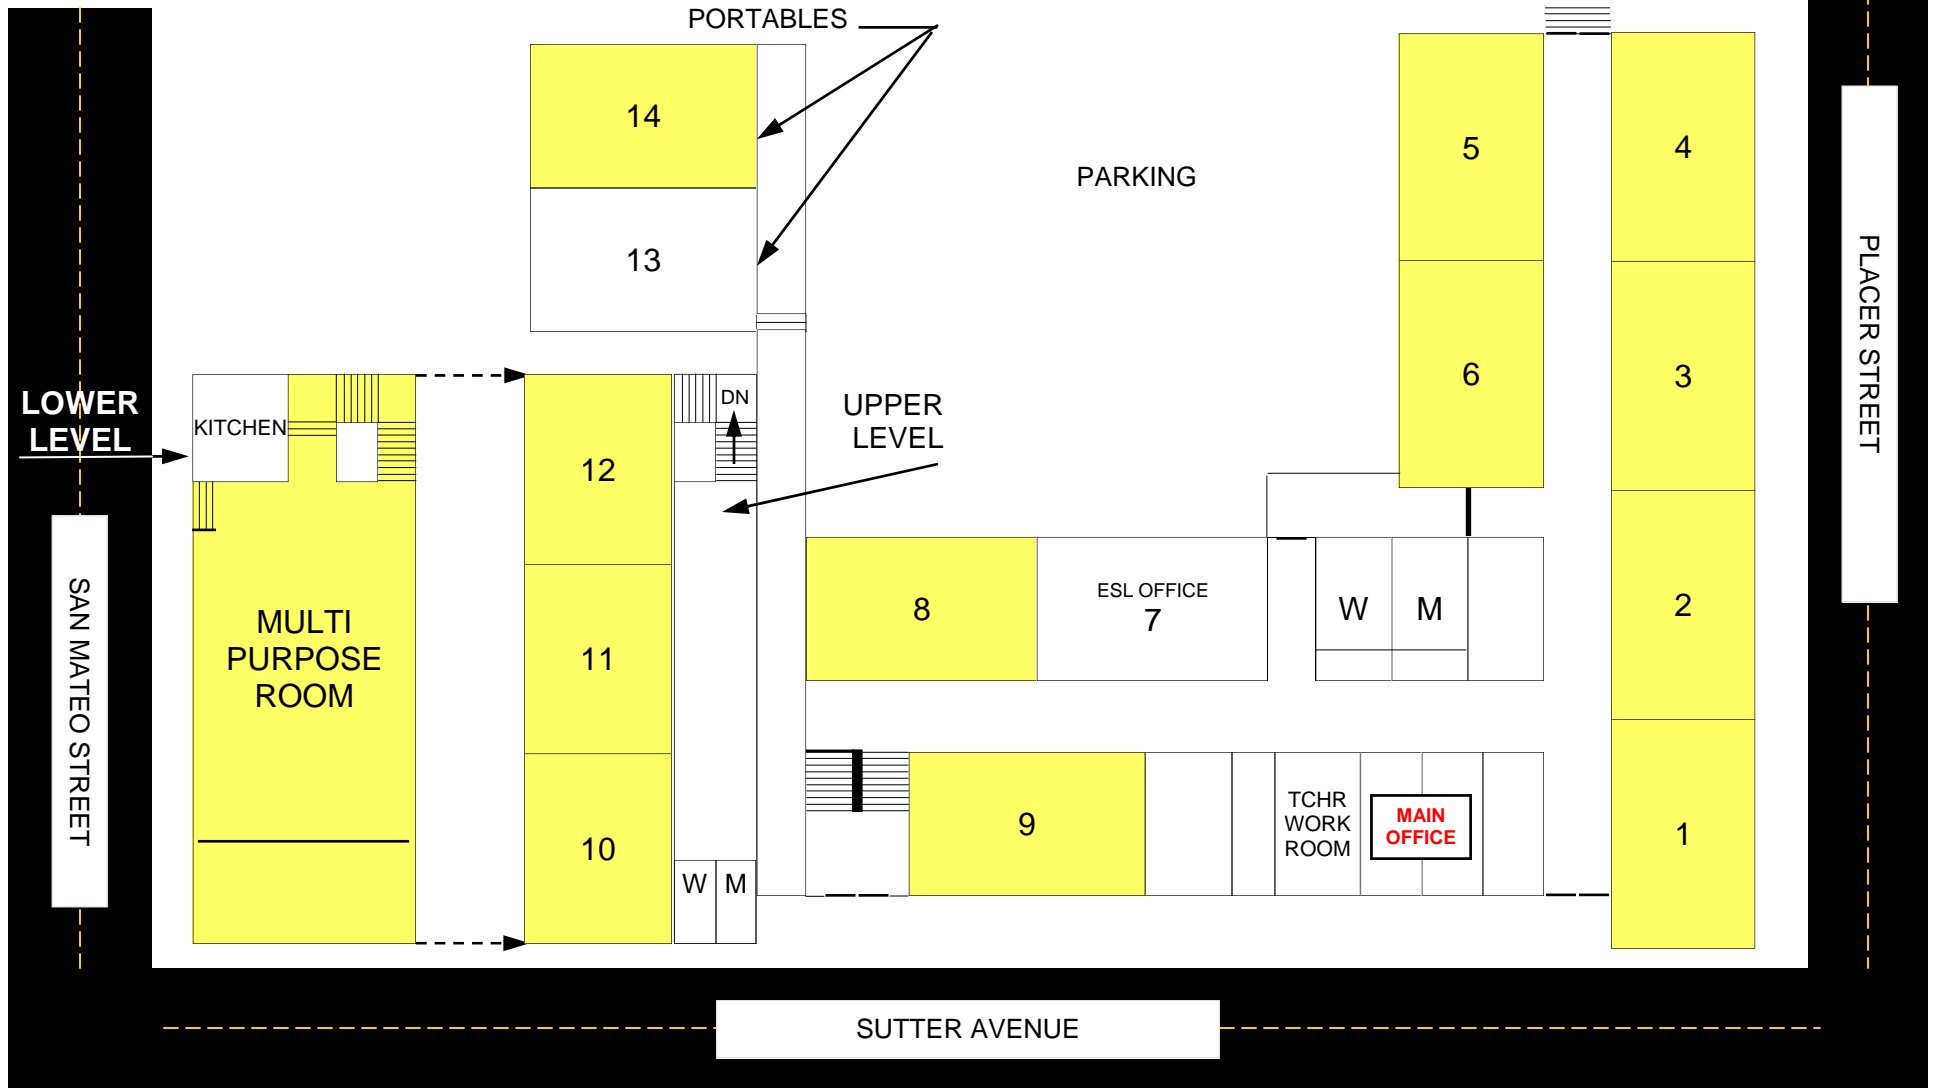 PORTABLES
14
5
4
PARKING
13
PLACER STREET
6
3
LOWER
LEVEL
KITCHEN
DN
UPPER
LEVEL
12
SAN MATEO STREET
MULTI
PURPOSE
ROOM
11
8
ESL OFFICE
7
W
M
2
TCHR
WORK
ROOM
MAIN
OFFICE
9
1
10
W
M
SUTTER AVENUE